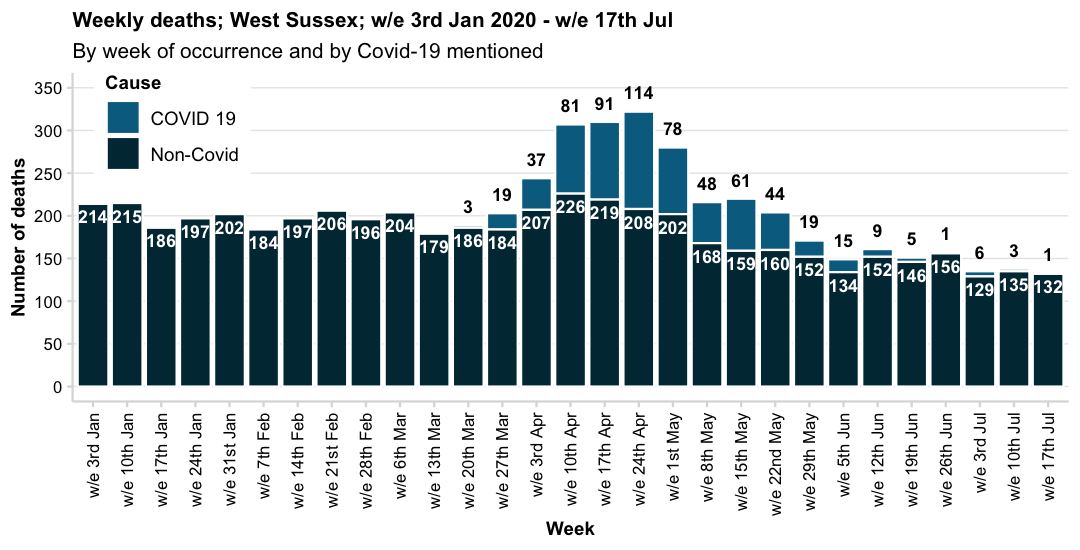 Weekly deaths; West Sussex; w/e 3rd Jan 2020 - w/e 17th Jul
By week of occurrence and by Covid-19 mentioned
Cause
COVID 19
Non-Covid
Number of deaths
350
300
250
200
150
100
50
0
3 19 37 81 91 114 78 48 61 44 19 15 9 5 1 6 3 1
214 215 186 197 202 184 197 206 196 204 179 186 184 207 226 219 208 202 168 159 160 152 134 152 146 156 129 135 132
w/e 3rd Jan
w/e 10th Jan
w/e 17th Jan
w/e 24th Jan
w/e 31st Jan
w/e 7th Feb
w/e 14th Feb
w/e 21st Feb
w/e 28th Feb
w/e 6th Mar
w/e 13th Mar
w/e 20th Mar
w/e 27th Mar
w/e 3rd Apr
w/e 10th Apr
w/e 17th Apr
w/e 24th Apr
w/e 1st May
w/e 8th May
w/e 15th May
w/e 22nd May
w/e 29th May
w/e 5th Jun
w/e 12th Jun
w/e 19th Jun
w/e 26th Jun
w/e 3rd Jul
w/e 10th Jul
w/e 17th Jul
Week